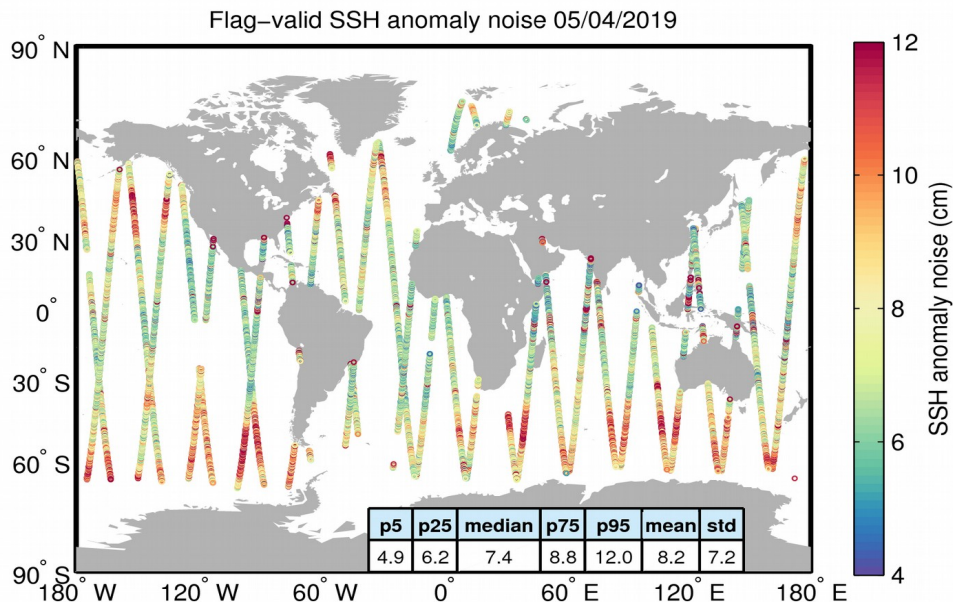 Flag−valid SSH anomaly noise 05/04/2019
90° N
60° N
30° N
0°
30° S
60° S
90° S
180° W
120° W
60° W
0°
60° E
120° E
180° E
p5 p25 median p75 p95 mean std
4.9 6.2 7.4 8.8 12.0 8.2 7.2
12
10
8
6
4
SSH anomaly noise (cm)